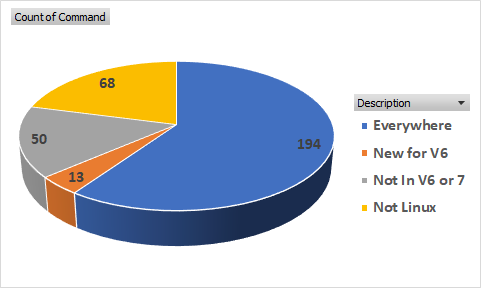 Count of Command
68
194
50
13
Description
Everywhere
New for V6
Not In V6 or 7
Not Linux